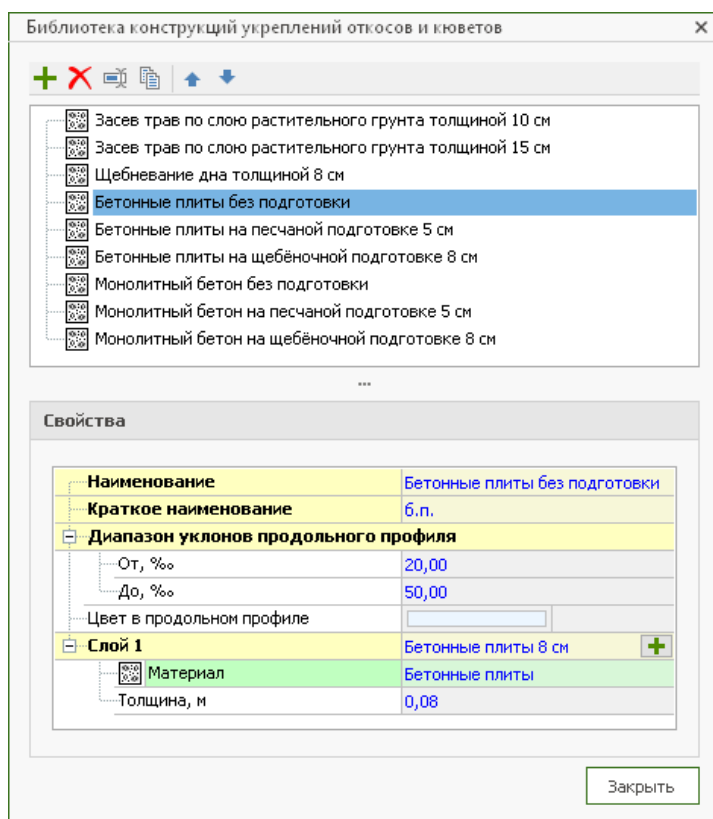 Библиотека конструкций укреплений откосов и кюветов
Засев трав по слою растительного грунта толщиной 10 см
Засев трав по слою растительного грунта толщиной 15 см
Щебневание дна толщиной 8 см
Бетонные плиты без подготовки
Бетонные плиты на песчаной подготовке 5 см
Бетонные плиты на щебёночной подготовке 8 см
Монолитный бетон без подготовки
Монолитный бетон на песчаной подготовке 5 см
Монолитный бетон на щебёночной подготовке 8 см
...
Свойства
Наименование Бетонные плиты без подготовки
Краткое наименование б.п.
Диапазон уклонов продольного профиля
От, ‰ 20,00
До, ‰ 50,00
Цвет в продольном профиле
Слой 1 Бетонные плиты 8 см
Материал Бетонные плиты
Толщина, м 0,08
Закрыть